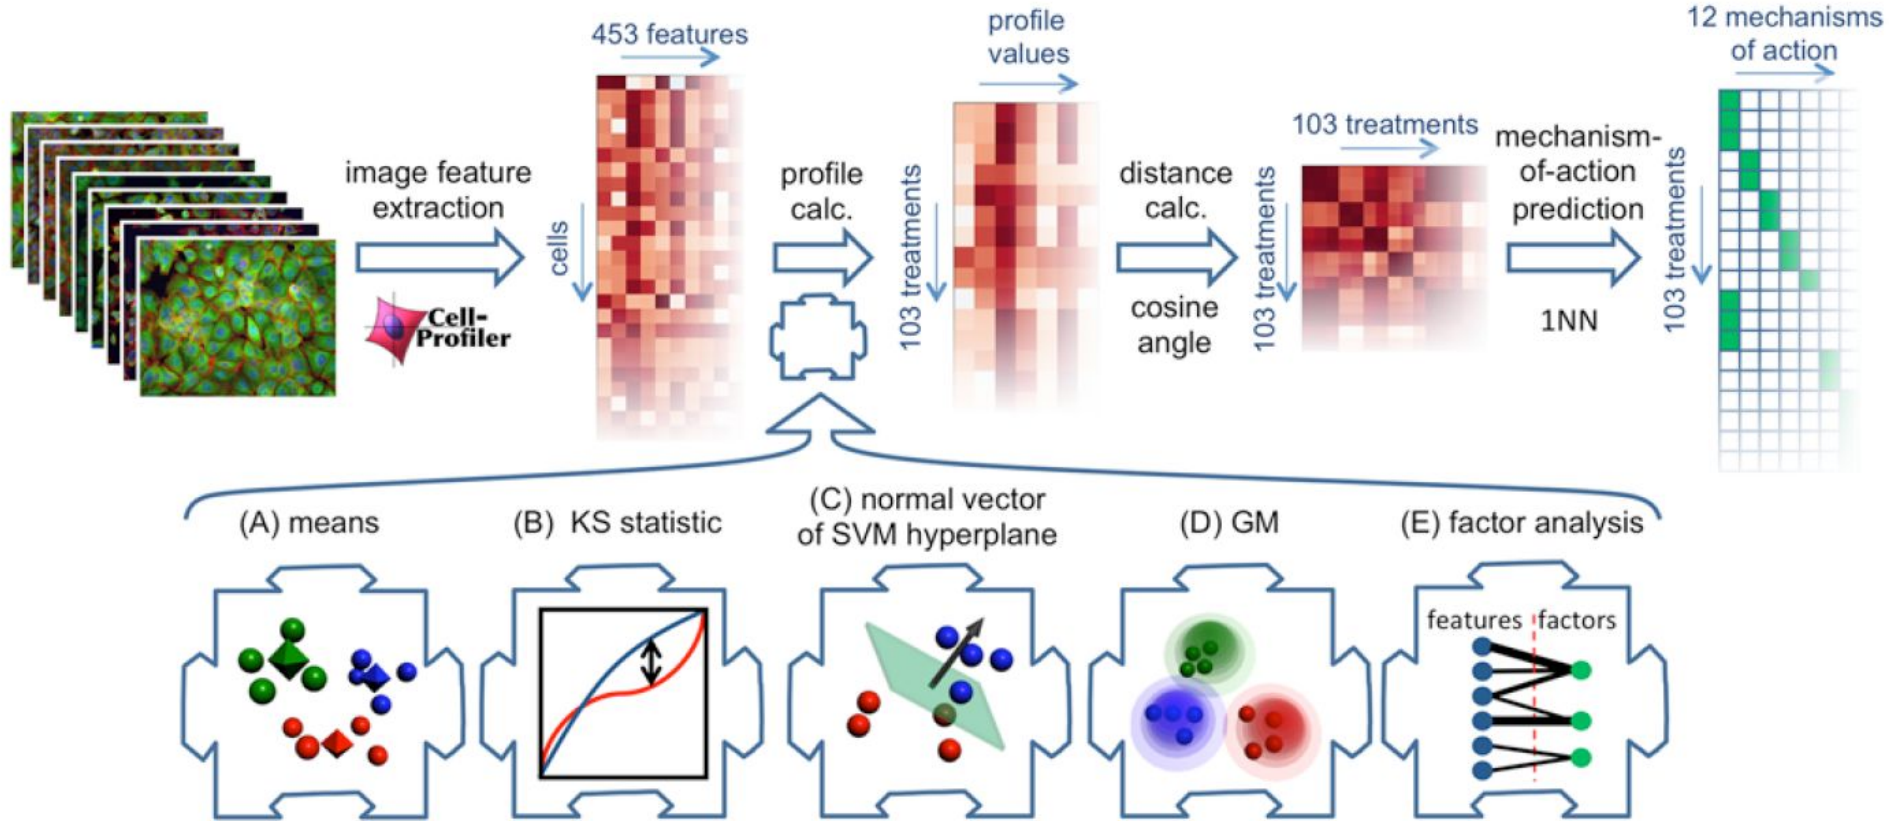 453 features
profile
values
12 mechanisms
of action
image feature
extraction
Cell-
Profiler
cells
profile
calc.
103 treatments
distance
calc.
cosine
angle
103 treatments
103 treatments
mechanism-
of-action
prediction
1NN
103 treatments
(A) means
(B) KS statistic
(C) normal vector
of SVM hyperplane
(D) GM
(E) factor analysis
features factors